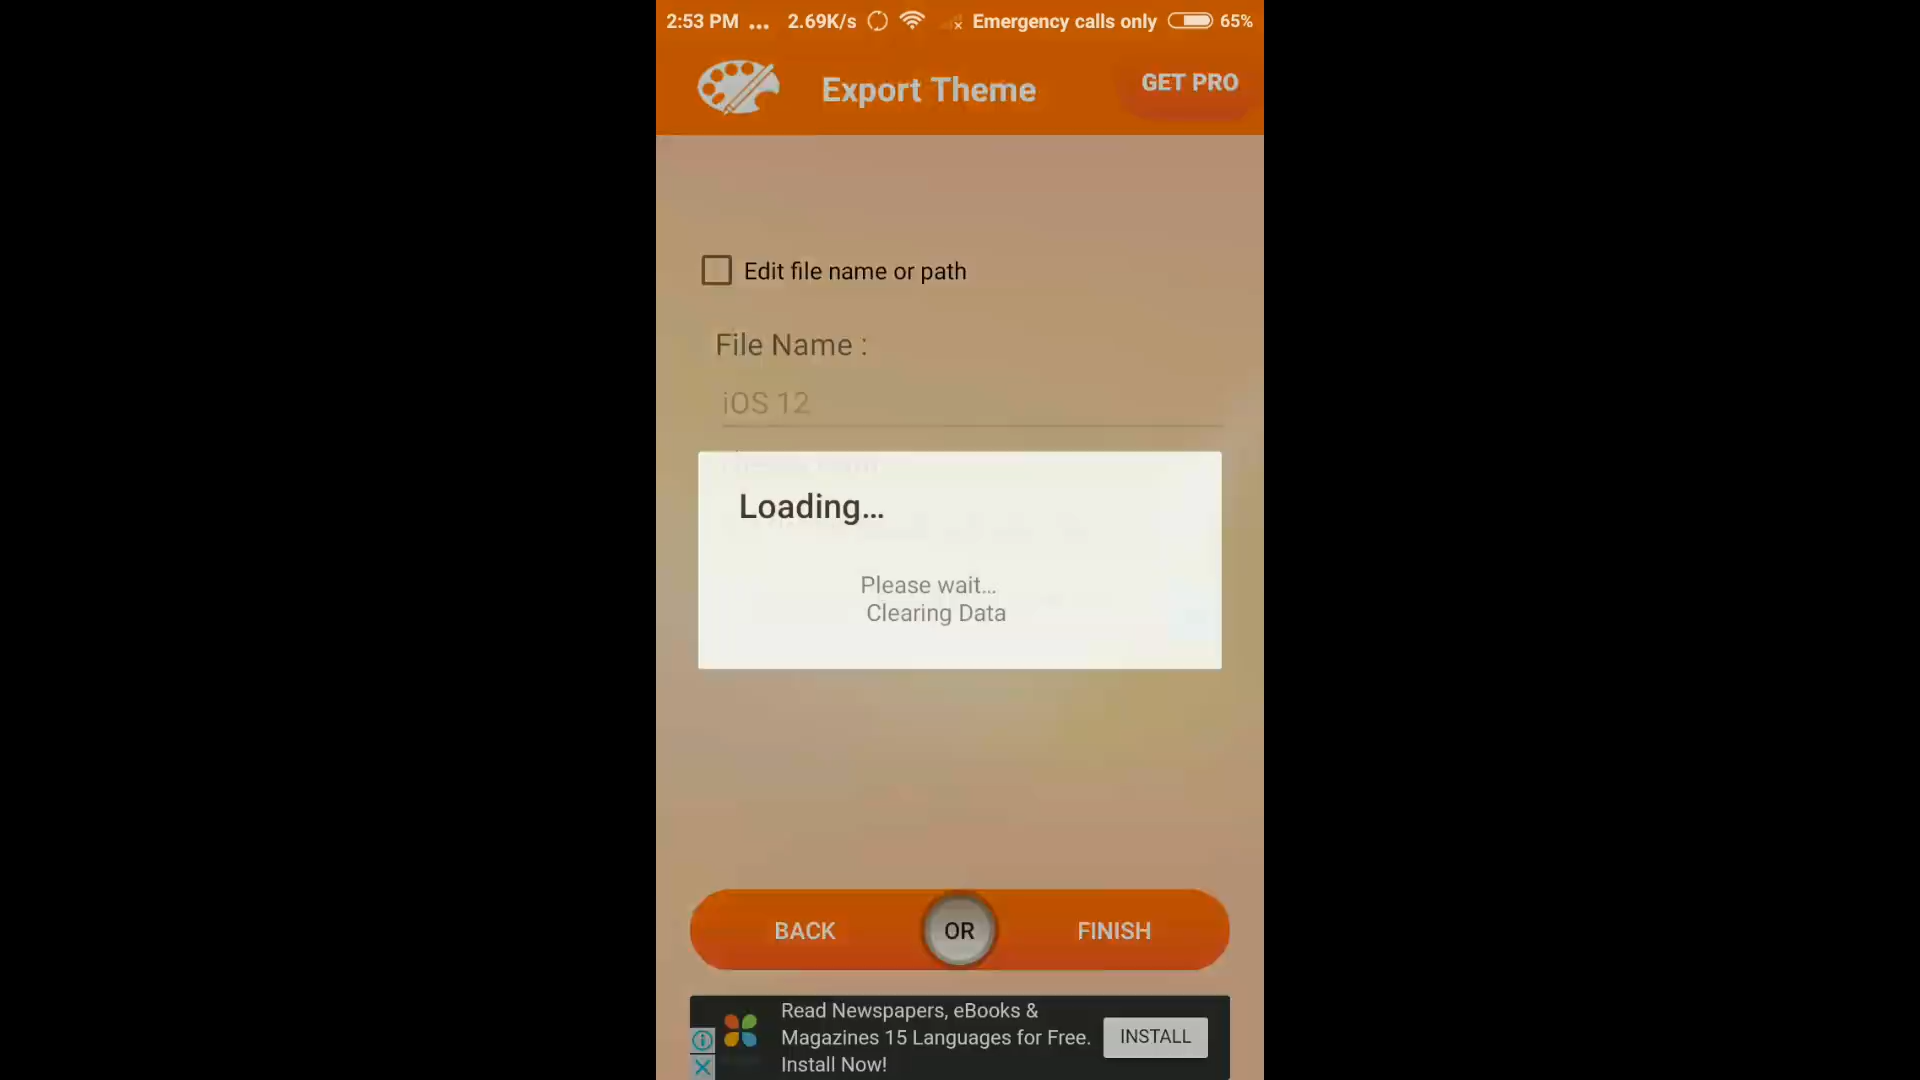 2:53 PM ... 2.69K/s Emergency calls only 65%
Export Theme
GET PRO
Edit file name or path
File Name :
iOS 12
Loading...
Please wait...
Clearing Data
BACK
OR
FINISH
Read Newspapers, eBooks &
Magazines 15 Languages for Free.
Install Now!
INSTALL